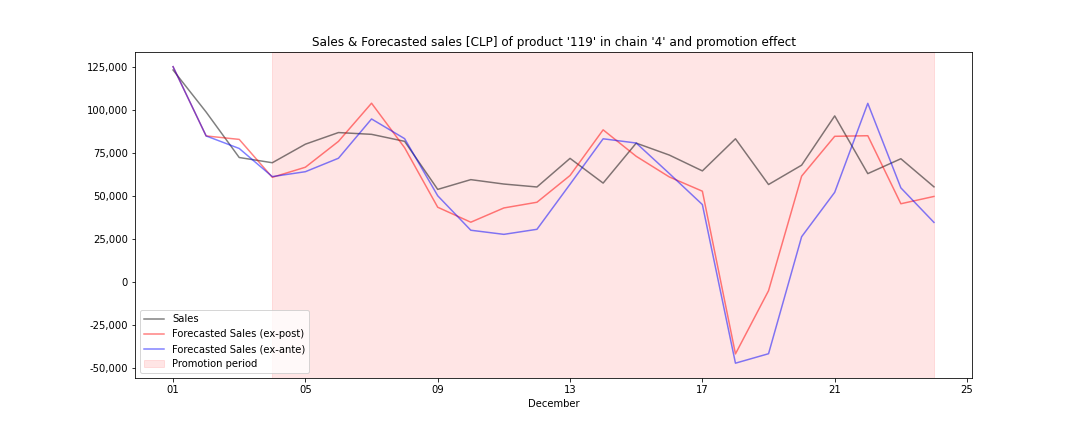 Sales & Forecasted sales [CLP] of product '119' in chain '4' and promotion effect
125,000
100,000
75,000
50,000
25,000
0
-25,000
-50,000
Sales
Forecasted Sales (ex-post)
Forecasted Sales (ex-ante)
Promotion period
01 05 09 13 17 21 25
December